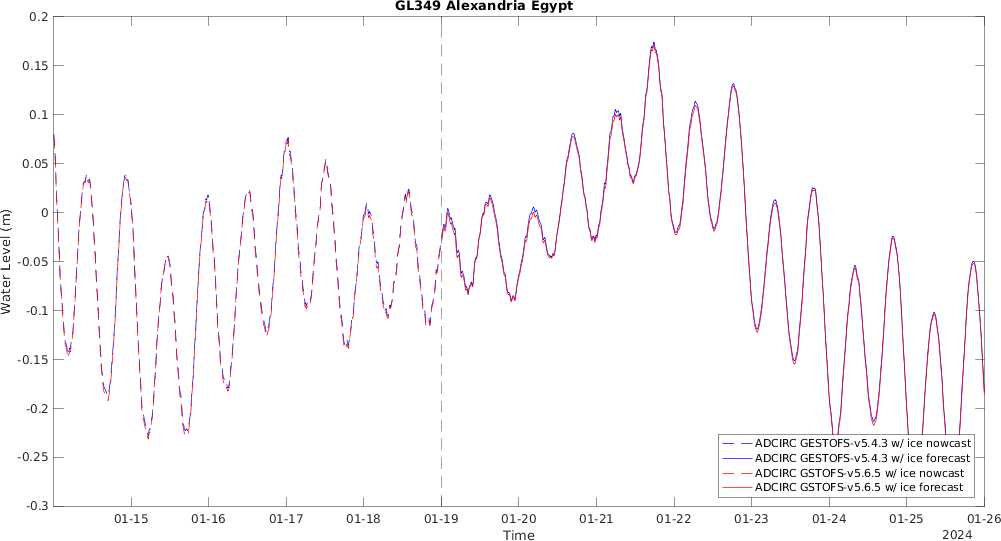 GL349 Alexandria Egypt
0.2
0.15
0.1
0.05
0
-0.05
-0.1
-0.15
-0.2
-0.25
-0.3
Water Level (m)
ADCIRC GESTOFS-v5.4.3 w/ ice nowcast
ADCIRC GESTOFS-v5.4.3 w/ ice forecast
ADCIRC GSTOFS-v5.6.5 w/ ice nowcast
ADCIRC GSTOFS-v5.6.5 w/ ice forecast
01-15 01-16 01-17 01-18 01-19 01-20 01-21 01-22 01-23 01-24 01-25 01-26
Time
2024